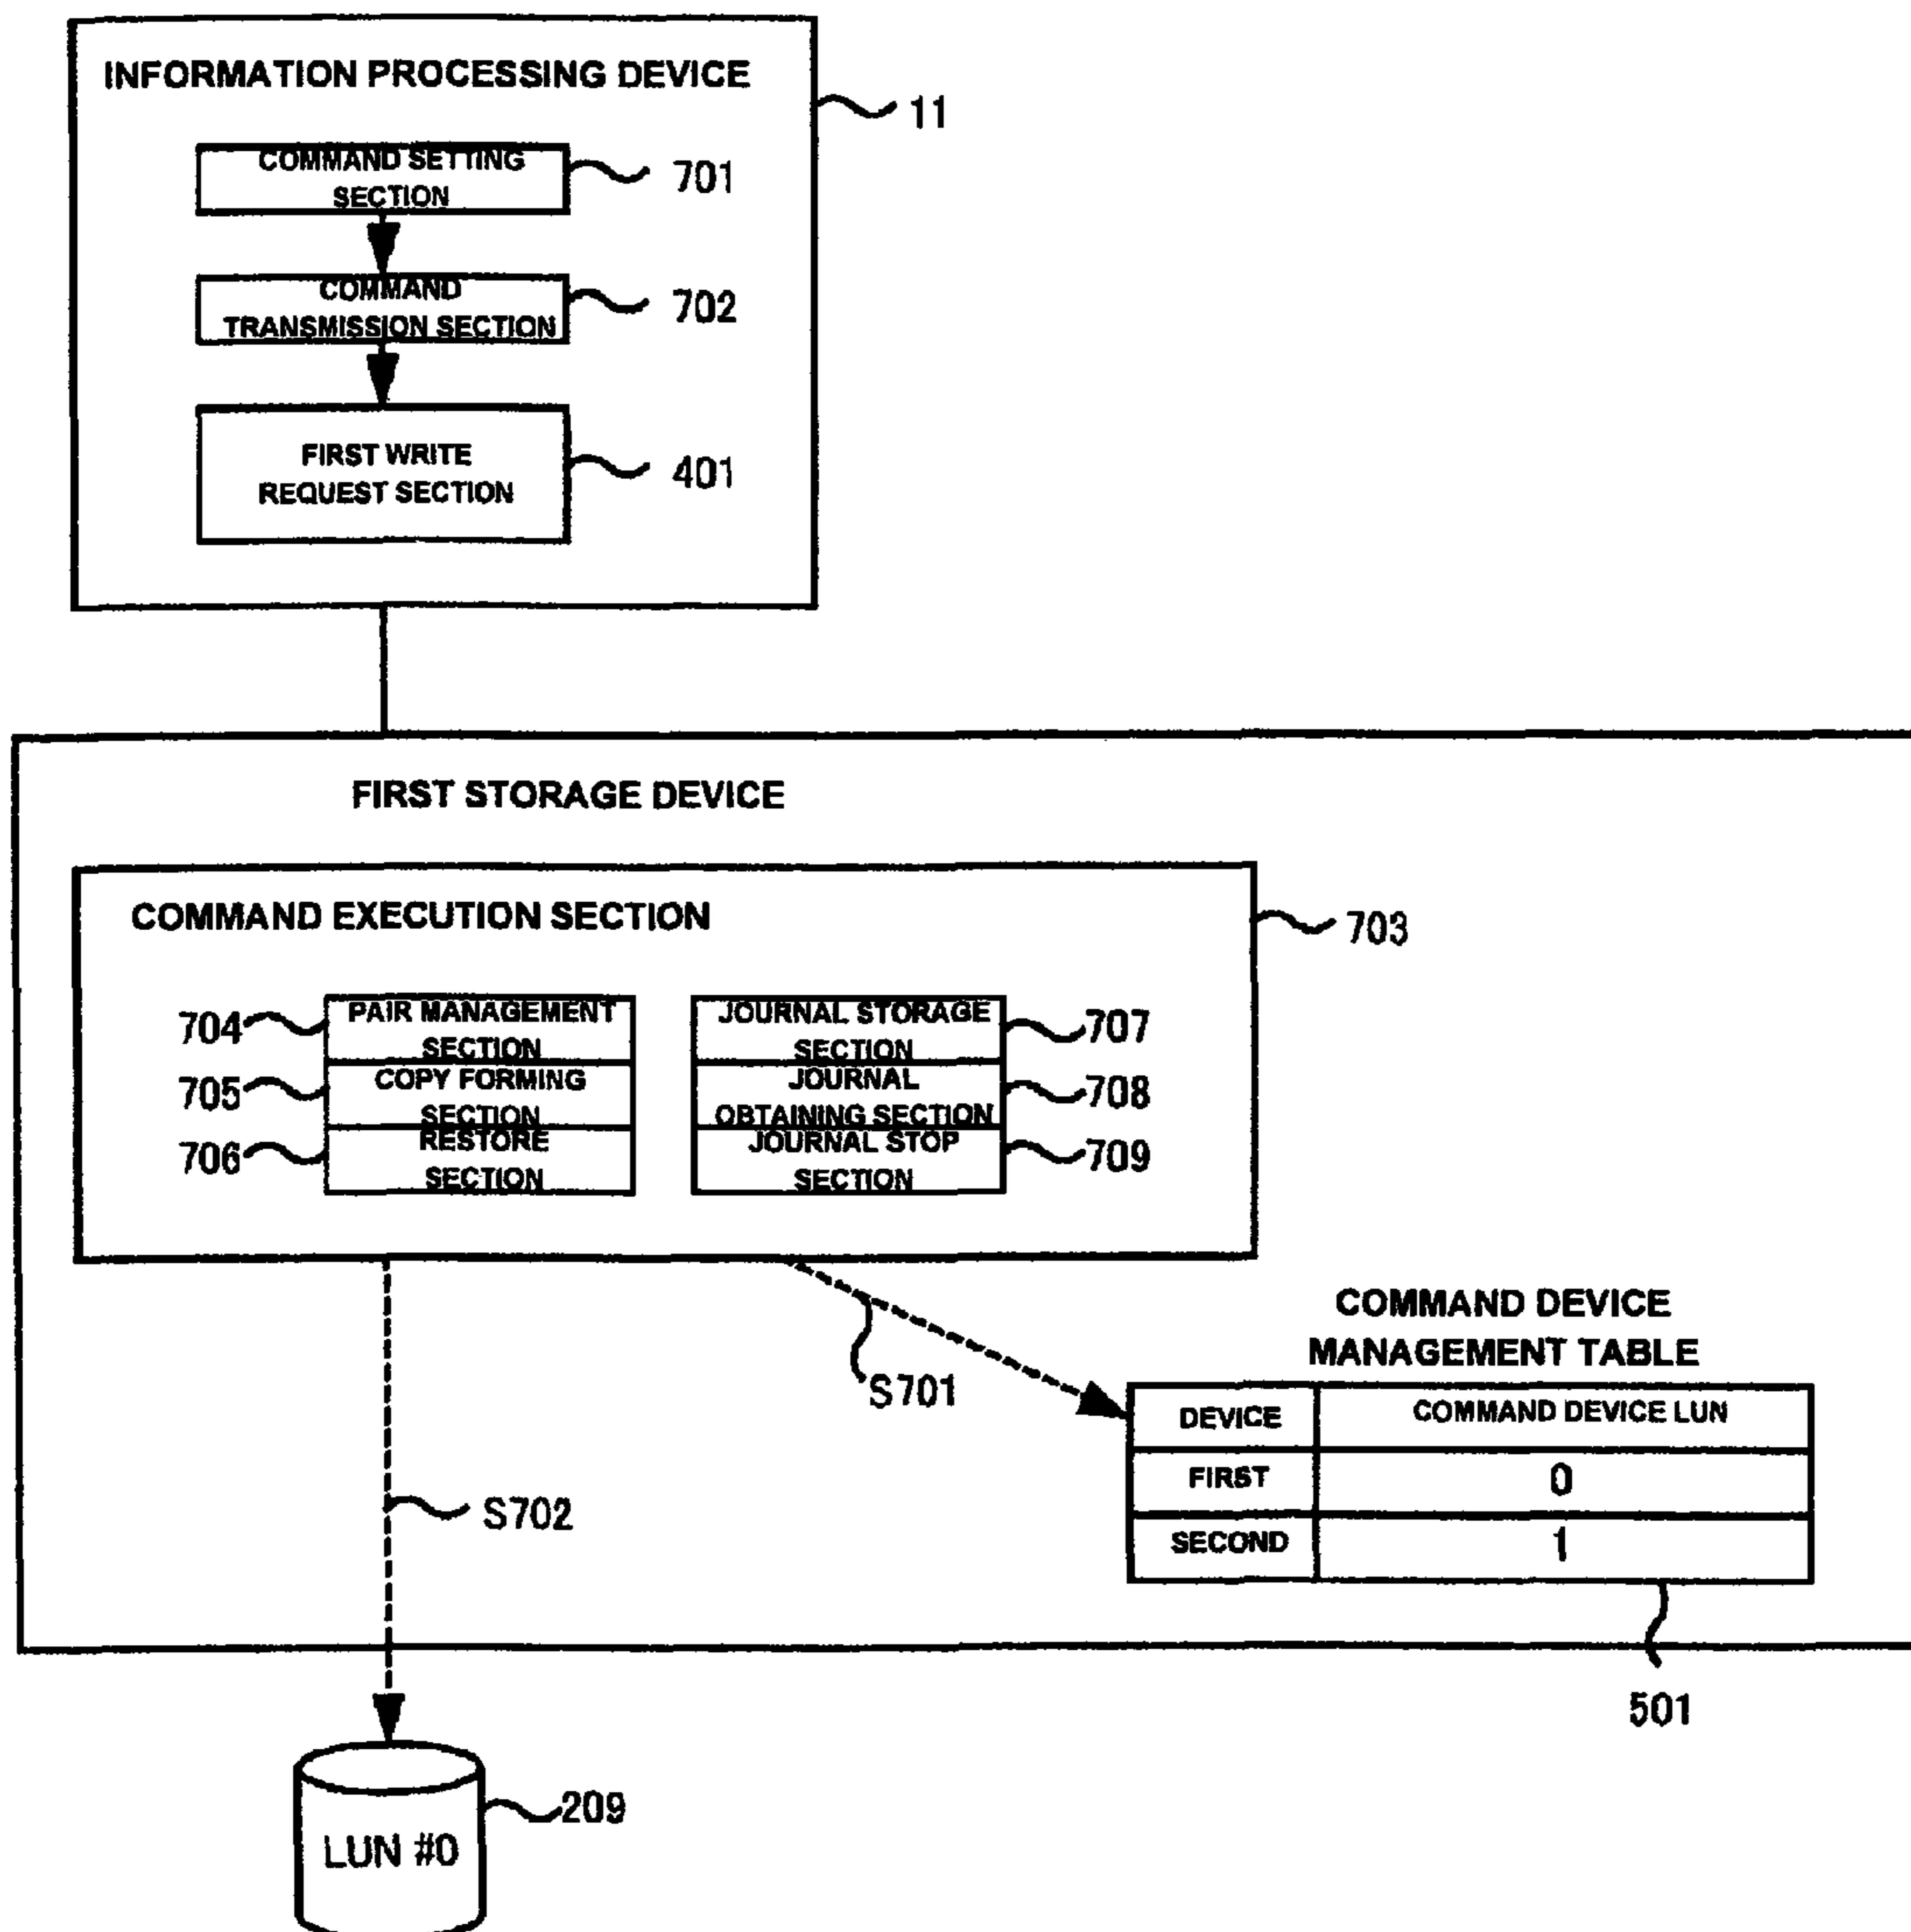 INFORMATION PROCESSING DEVICE
11
COMMAND SETTING
SECTION
701
COMMAND
TRANSMISSION SECTION
702
FIRST WRITE
REQUEST SECTION
401
FIRST STORAGE DEVICE
COMMAND EXECUTION SECTION
703
704
PAIR MANAGEMENT
SECTION
705
COPY FORMING
SECTION
706
RESTORE
SECTION
JOURNAL STORAGE
SECTION
707
JOURNAL
OBTAINING SECTION
708
JOURNAL STOP
SECTION
709
S701
S702
COMMAND DEVICE
MANAGEMENT TABLE
DEVICE COMMAND DEVICE LUN
FIRST 0
SECOND 1
501
209
LUN #0